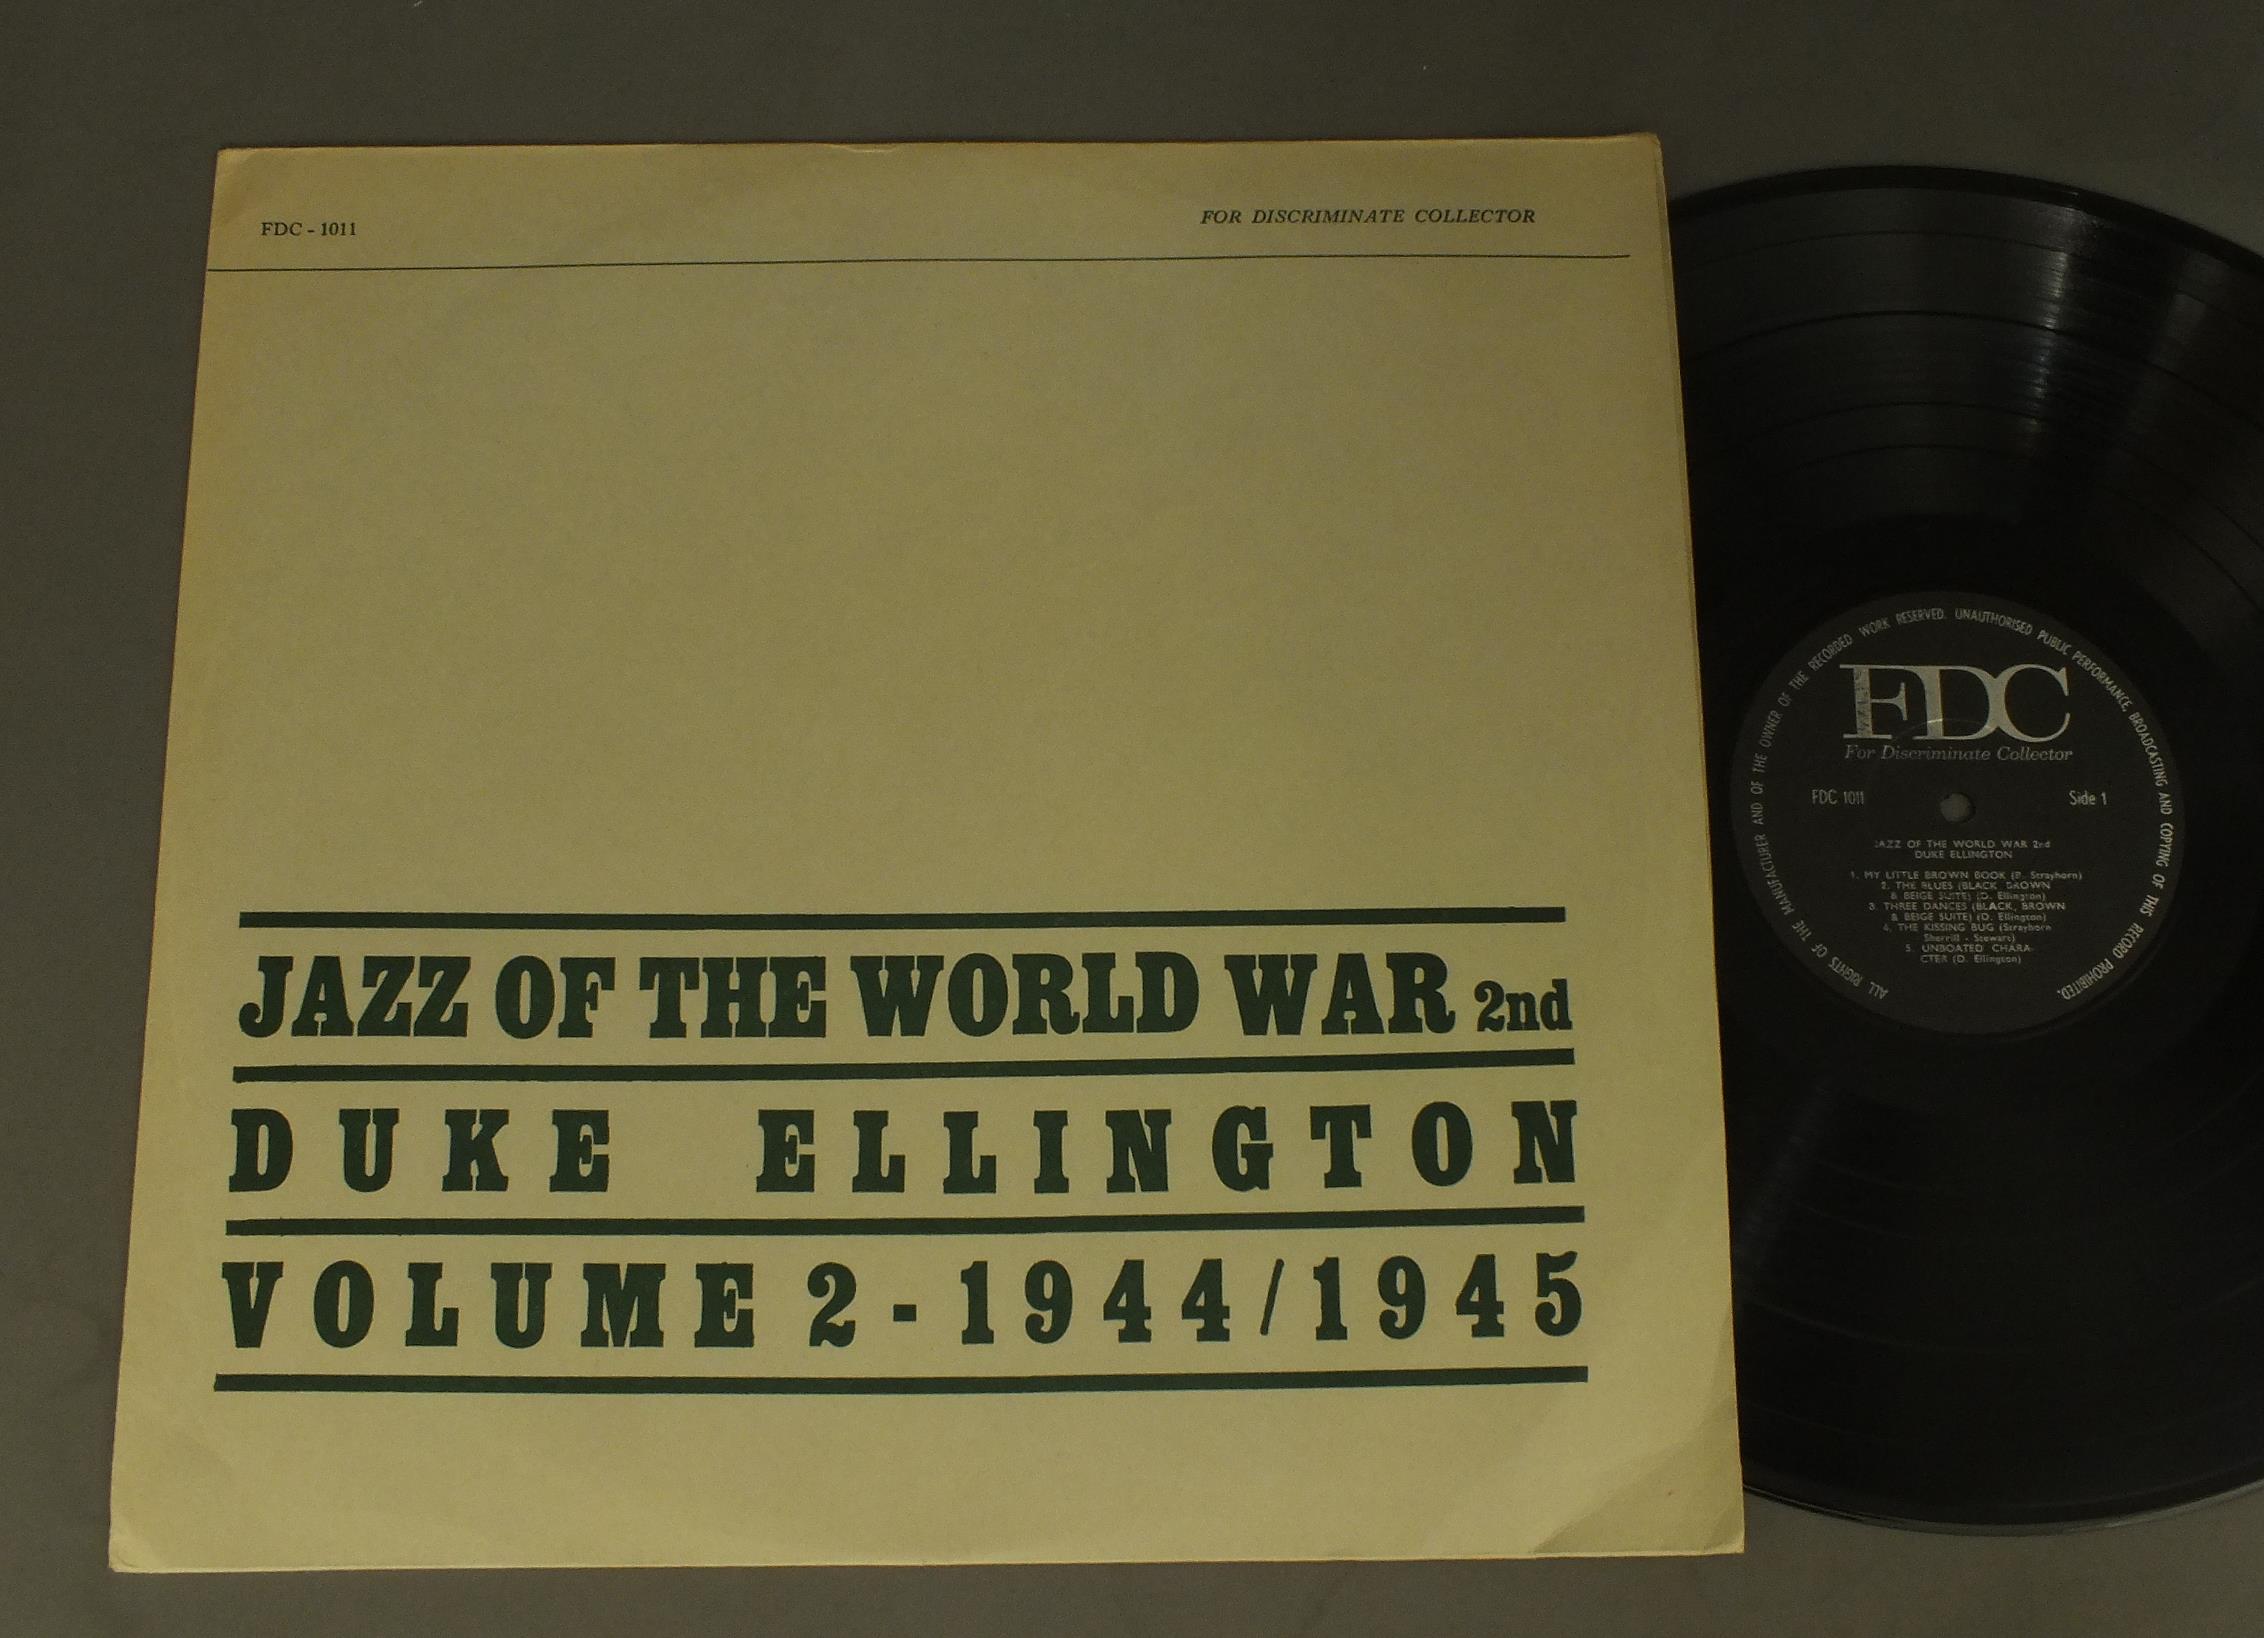 FDC - 1011
FOR DISCRIMINATE COLLECTOR
JAZZ OF THE WORLD WAR 2nd
DUKE ELLINGTON
VOLUME 2 - 1944/1945
ALL RIGHTS OF THE MANUFACTURER AND OF THE OWNER OF THE RECORDED WORK RESERVED. UNAUTHORISED PUBLIC PERFORMANCE, BROADCASTING AND COPYING OF THIS RECORD PROHIBITED.
FDC
For Discriminate Collector
FDC 1011
Side 1
JAZZ OF THE WORLD WAR 2nd
DUKE ELLINGTON
1. MY LITTLE BROWN BOOK (B. Strayhorn)
2. THE BLUES (BLACK BROWN
& BEIGE SUITE) (D. Ellington)
3. THREE DANCES (BLACK, BROWN
& BEIGE SUITE) (D. Ellington)
4. THE KISSING BUG (Strayhorn
Sherrill - Stewart)
5. UNBOATED CHARA-
CTER (D. Ellington)